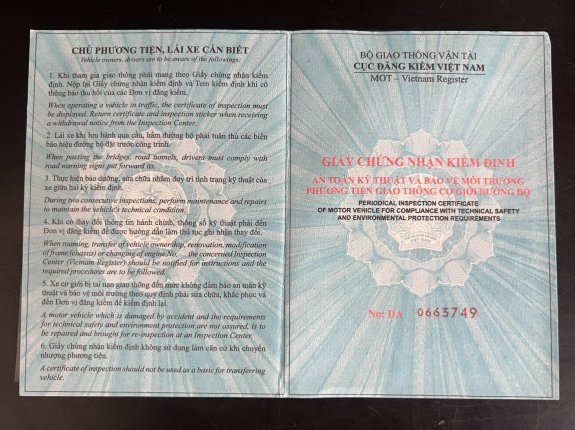 CHỦ PHƯƠNG TIỆN, LÁI XE CẦN BIẾT
Vehicle owners, drivers are to be aware of the followings:
1. Khi tham gia giao thông phải mang theo Giấy chứng nhận kiểm
định. Nộp lại Giấy chứng nhận kiểm định và Tem kiểm định khi có
thông báo thu hồi của các Đơn vị đăng kiểm.
When operating a vehicle in traffic, the certificate of inspection must
be displayed. Return certificate and inspection sticker when receiving
a withdrawal notice from the Inspection Center.
2. Lái xe khi lưu hành qua cầu, hầm đường bộ phải tuân thủ các biển
báo hiệu đường bộ đặt trước công trình.
When passing the bridges, road tunnels, drivers must comply with
road warning signs put forward its.
3. Thực hiện bảo dưỡng, sửa chữa nhằm duy trì tình trạng kỹ thuật của
xe giữa hai kỳ kiểm định.
During two consecutive inspections, perform maintenance and repairs
to maintain the vehicle's technical condition.
4. Khi có thay đổi thông tin hành chính, thông số kỹ thuật phải đến
Đơn vị đăng kiểm để được hướng dẫn làm thủ tục ghi nhận thay đổi.
When roaming, transfer of vehicle ownership, renovation, modification
of frame (chassis) or changing of engine No, ... the concerned Inspection
Center (Vietnam Register) should be notified for instructions and the
required procedures are to be followed.
5. Xe cơ giới bị tai nạn giao thông đến mức không đảm bảo an toàn kỹ
thuật và bảo vệ môi trường theo quy định phải sửa chữa, khắc phục và
đến Đơn vị đăng kiểm để kiểm định lại.
A motor vehicle which is damaged by accident and the requirements
for technical safety and environment protection are not assured, is to
be repaired and brought for re-inspection at an Inspection Center.
6. Giấy chứng nhận kiểm định không sử dụng làm căn cứ khi chuyển
nhượng phương tiện.
A certificate of inspection should not be used as a basis for transferring
vehicle.
BỘ GIAO THÔNG VẬN TẢI
CỤC ĐĂNG KIỂM VIỆT NAM
MOT – Vietnam Register
GIẤY CHỨNG NHẬN KIỂM ĐỊNH
AN TOÀN KỸ THUẬT VÀ BẢO VỆ MÔI TRƯỜNG
PHƯƠNG TIỆN GIAO THÔNG CƠ GIỚI ĐƯỜNG BỘ
PERIODICAL INSPECTION CERTIFICATE
OF MOTOR VEHICLE FOR COMPLIANCE WITH TECHNICAL SAFETY
AND ENVIRONMENTAL PROTECTION REQUIREMENTS
No: DA 0663749